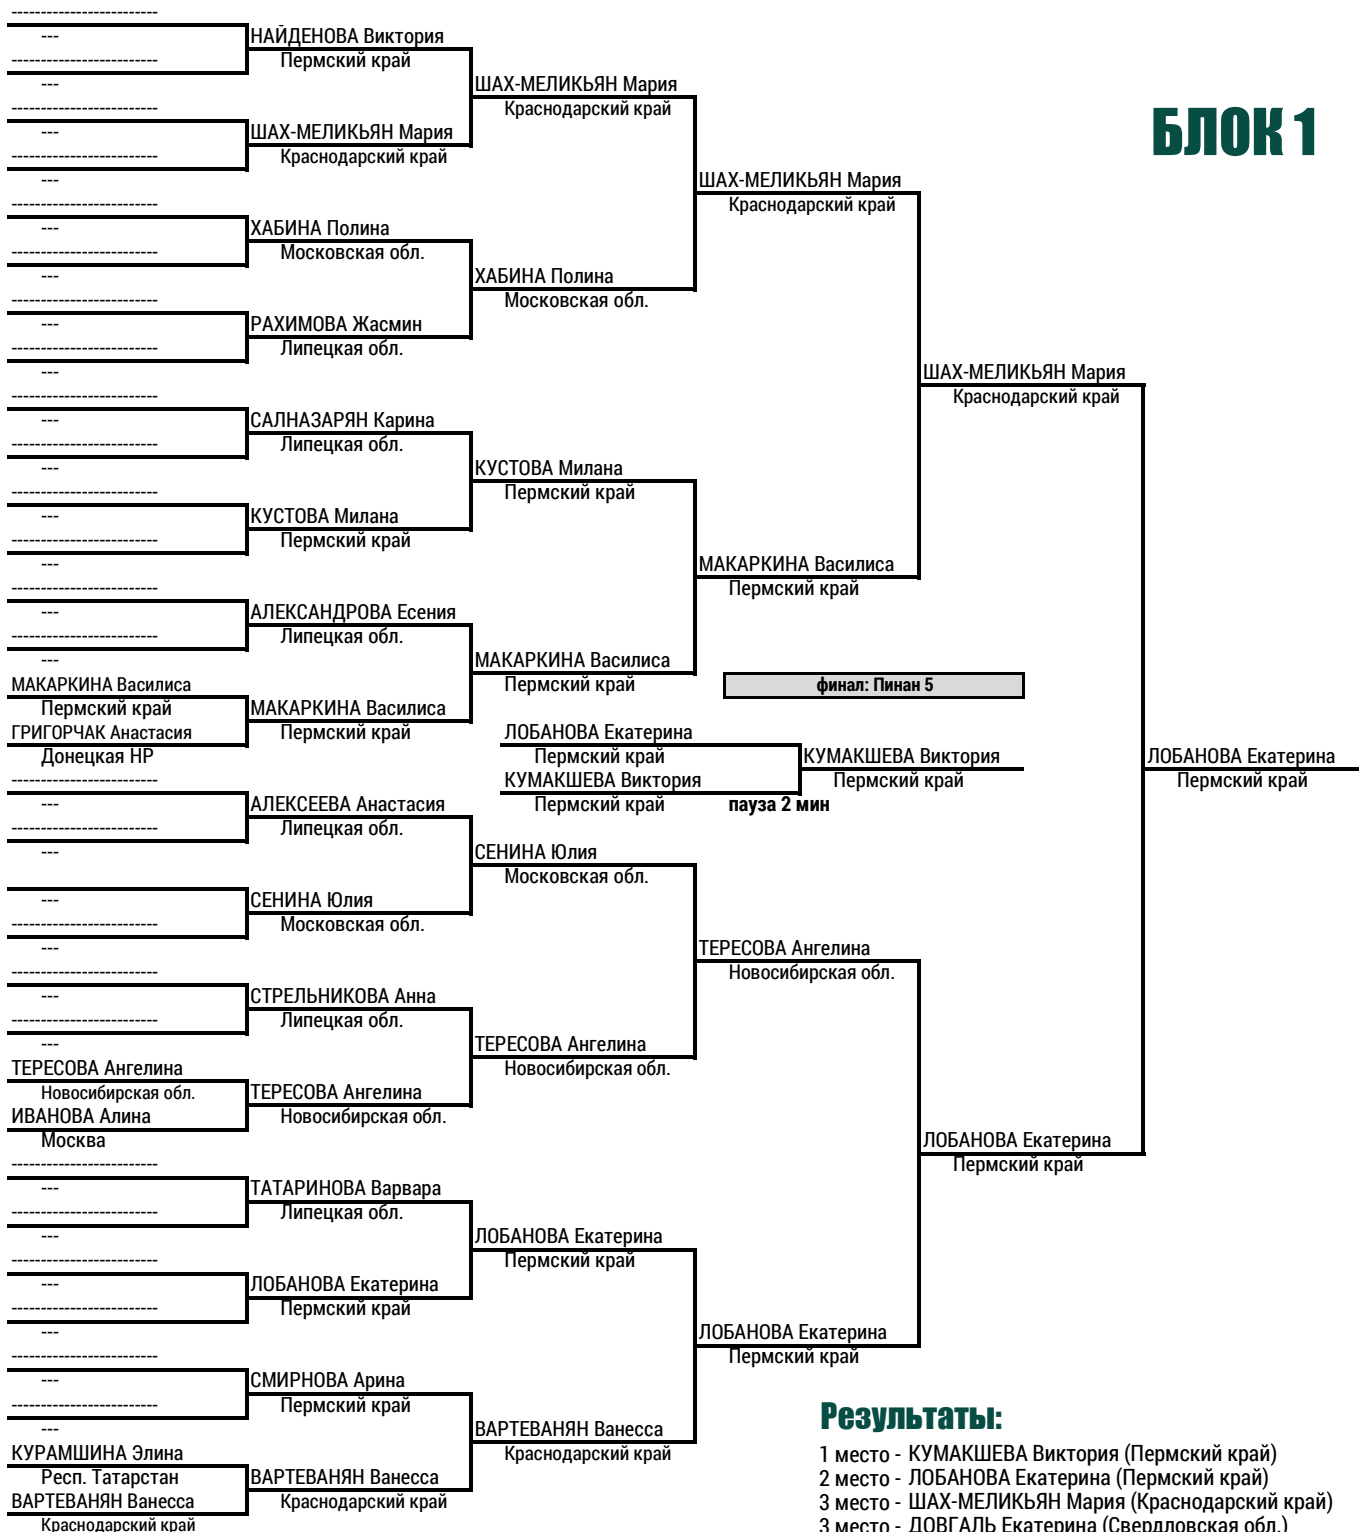 -------------------------
---
НАЙДЕНОВА Виктория
-------------------------
Пермский край
---
ШАХ-МЕЛИКЬЯН Мария
-------------------------
Краснодарский край
БЛОК 1
---
ШАХ-МЕЛИКЬЯН Мария
-------------------------
Краснодарский край
---
ШАХ-МЕЛИКЬЯН Мария
-------------------------
Краснодарский край
---
ХАБИНА Полина
-------------------------
Московская обл.
---
ХАБИНА Полина
-------------------------
Московская обл.
---
РАХИМОВА Жасмин
-------------------------
Липецкая обл.
---
ШАХ-МЕЛИКЬЯН Мария
-------------------------
Краснодарский край
---
САЛНАЗАРЯН Карина
-------------------------
Липецкая обл.
---
КУСТОВА Милана
-------------------------
Пермский край
---
КУСТОВА Милана
-------------------------
Пермский край
---
МАКАРКИНА Василиса
-------------------------
Пермский край
---
АЛЕКСАНДРОВА Есения
-------------------------
Липецкая обл.
---
МАКАРКИНА Василиса
МАКАРКИНА Василиса
Пермский край
финал: Пинан 5
Пермский край
МАКАРКИНА Василиса
ГРИГОРЧАК Анастасия
Пермский край
ЛОБАНОВА Екатерина
Донецкая НР
Пермский край
КУМАКШЕВА Виктория
ЛОБАНОВА Екатерина
-------------------------
КУМАКШЕВА Виктория
Пермский край
Пермский край
---
АЛЕКСЕЕВА Анастасия
Пермский край
пауза 2 мин
-------------------------
Липецкая обл.
---
СЕНИНА Юлия
Московская обл.
---
СЕНИНА Юлия
-------------------------
Московская обл.
---
ТЕРЕСОВА Ангелина
-------------------------
Новосибирская обл.
---
СТРЕЛЬНИКОВА Анна
-------------------------
Липецкая обл.
---
ТЕРЕСОВА Ангелина
ТЕРЕСОВА Ангелина
Новосибирская обл.
Новосибирская обл.
ТЕРЕСОВА Ангелина
ИВАНОВА Алина
Новосибирская обл.
Москва
ЛОБАНОВА Екатерина
-------------------------
Пермский край
---
ТАТАРИНОВА Варвара
-------------------------
Липецкая обл.
---
ЛОБАНОВА Екатерина
-------------------------
Пермский край
---
ЛОБАНОВА Екатерина
-------------------------
Пермский край
---
ЛОБАНОВА Екатерина
-------------------------
Пермский край
---
СМИРНОВА Арина
-------------------------
Пермский край
---
ВАРТЕВАНЯН Ванесса
Результаты:
КУРАМШИНА Элина
Краснодарский край
1 место - КУМАКШЕВА Виктория (Пермский край)
Респ. Татарстан
ВАРТЕВАНЯН Ванесса
2 место - ЛОБАНОВА Екатерина (Пермский край)
ВАРТЕВАНЯН Ванесса
Краснодарский край
3 место - ШАХ-МЕЛИКЬЯН Мария (Краснодарский край)
Краснодарский край
3 место - ДОВГАЛЬ Екатерина (Свердловская обл.)